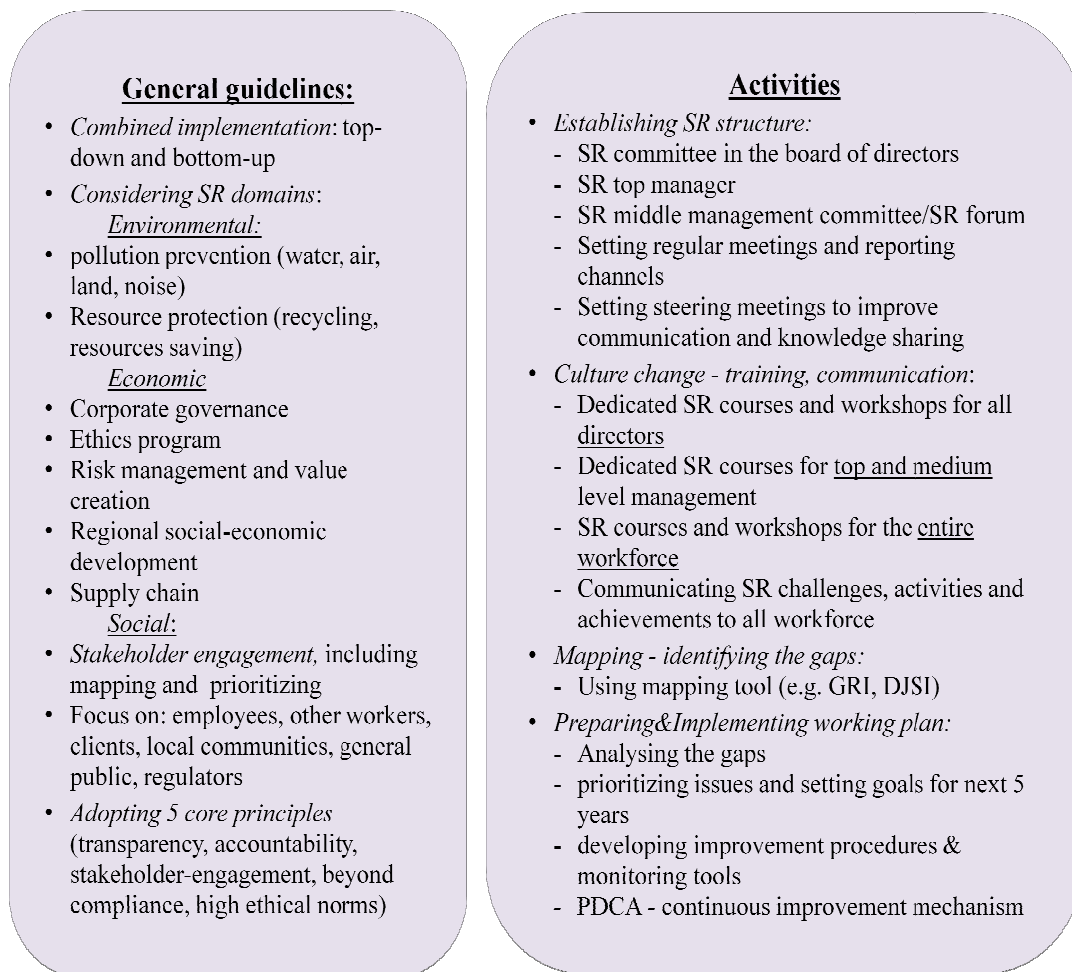 General guidelines:
• Combined implementation: top-
down and bottom-up
• Considering SR domains:
Environmental:
• pollution prevention (water, air,
land, noise)
• Resource protection (recycling,
resources saving)
Economic
• Corporate governance
• Ethics program
• Risk management and value
creation
• Regional social-economic
development
• Supply chain
Social:
• Stakeholder engagement, including
mapping and prioritizing
• Focus on: employees, other workers,
clients, local communities, general
public, regulators
• Adopting 5 core principles
(transparency, accountability,
stakeholder-engagement, beyond
compliance, high ethical norms)
Activities
• Establishing SR structure:
- SR committee in the board of directors
- SR top manager
- SR middle management committee/SR forum
- Setting regular meetings and reporting
channels
- Setting steering meetings to improve
communication and knowledge sharing
• Culture change - training, communication:
- Dedicated SR courses and workshops for all
directors
- Dedicated SR courses for top and medium
level management
- SR courses and workshops for the entire
workforce
- Communicating SR challenges, activities and
achievements to all workforce
• Mapping - identifying the gaps:
- Using mapping tool (e.g. GRI, DJSI)
• Preparing&Implementing working plan:
- Analysing the gaps
- prioritizing issues and setting goals for next 5
years
- developing improvement procedures &
monitoring tools
- PDCA - continuous improvement mechanism